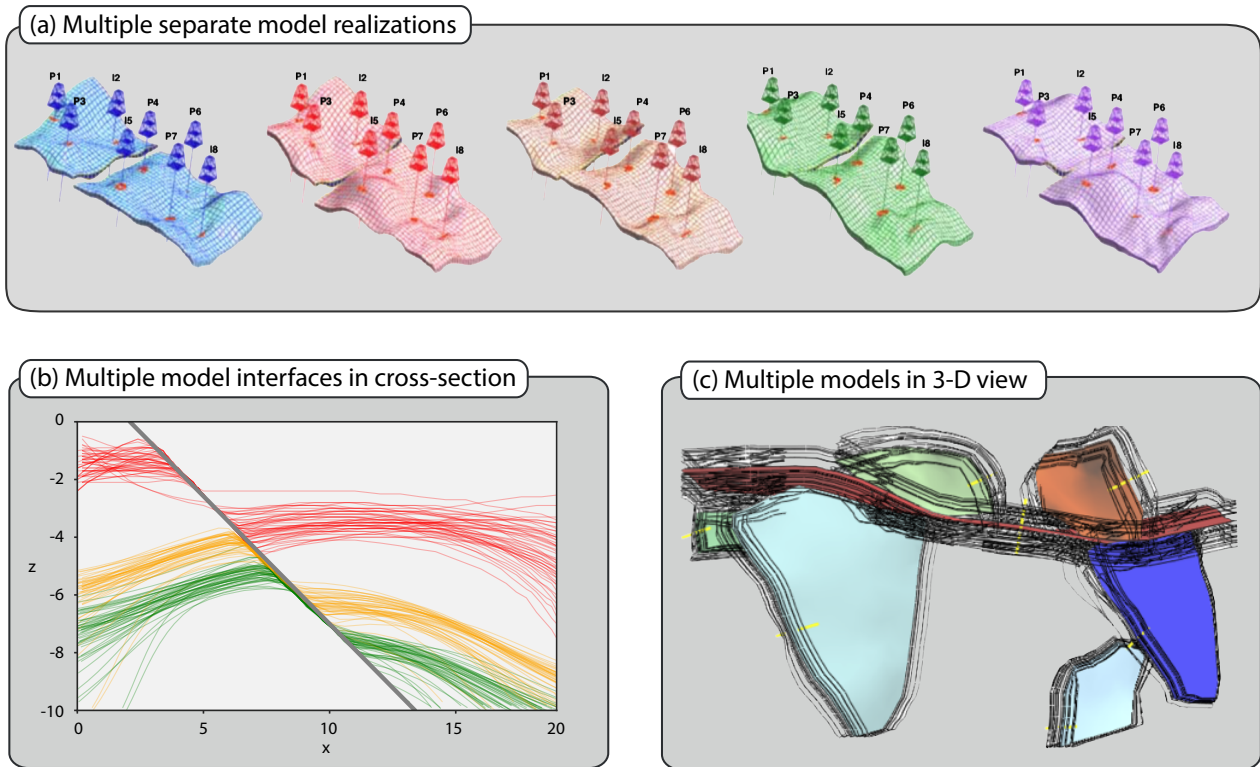 (a) Multiple separate model realizations
P1 I2 P3 P4 I5 P6 P7 I8
P1 I2 P3 P4 I5 P6 P7 I8
P1 I2 P3 P4 I5 P6 P7 I8
P1 I2 P3 P4 I5 P6 P7 I8
P1 I2 P3 P4 I5 P6 P7 I8
(b) Multiple model interfaces in cross-section
0
-2
-4
z
-6
-8
-10
0 5 10 15 20
x
(c) Multiple models in 3-D view